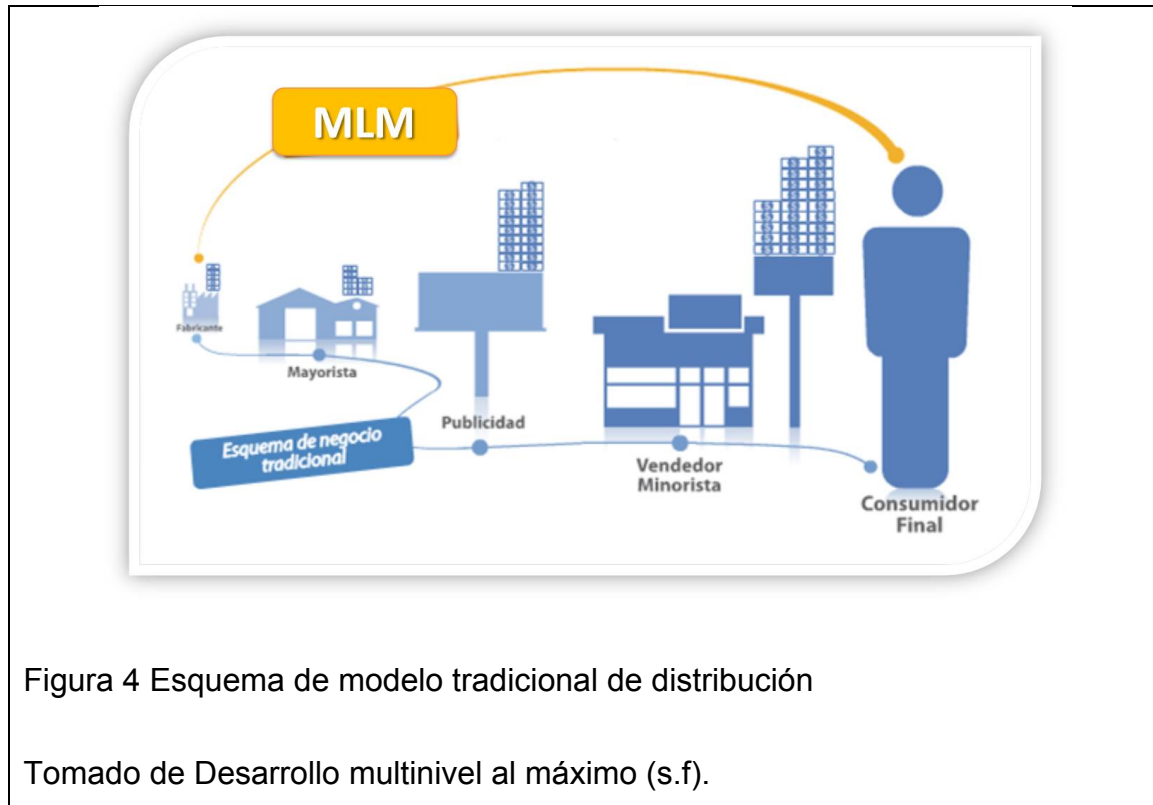 MLM
Fabricante
Mayorista
Esquema de negocio
tradicional
Publicidad
Vendedor
Minorista
Consumidor
Final
Figura 4 Esquema de modelo tradicional de distribución
Tomado de Desarrollo multinivel al máximo (s.f).